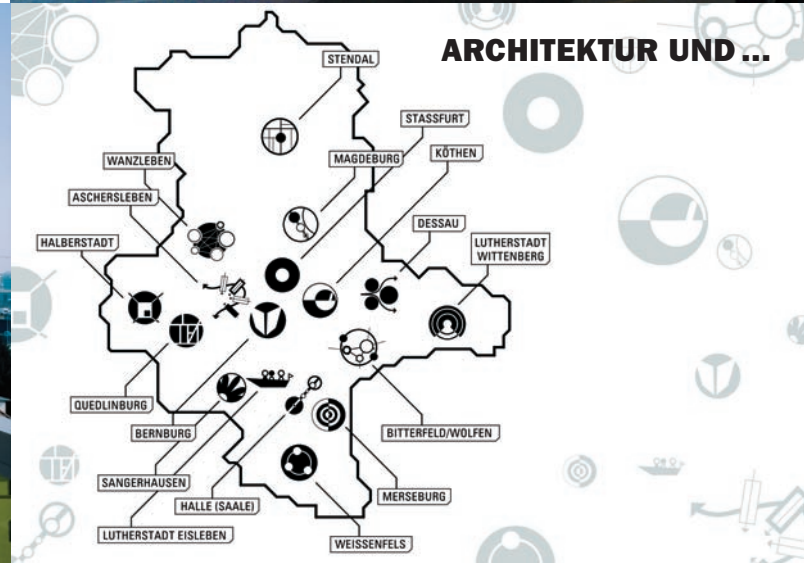 ARCHITEKTUR UND ...
STENDAL
STASSFURT
WANZLEBEN
MAGDEBURG
KÖTHEN
ASCHERSLEBEN
DESSAU
HALBERSTADT
LUTHERSTADT
WITTENBERG
QUEDLINBURG
BERNBURG
BITTERFELD/WOLFEN
SANGERHAUSEN
HALLE (SAALE)
MERSEBURG
LUTHERSTADT EISLEBEN
WEISSENFELS